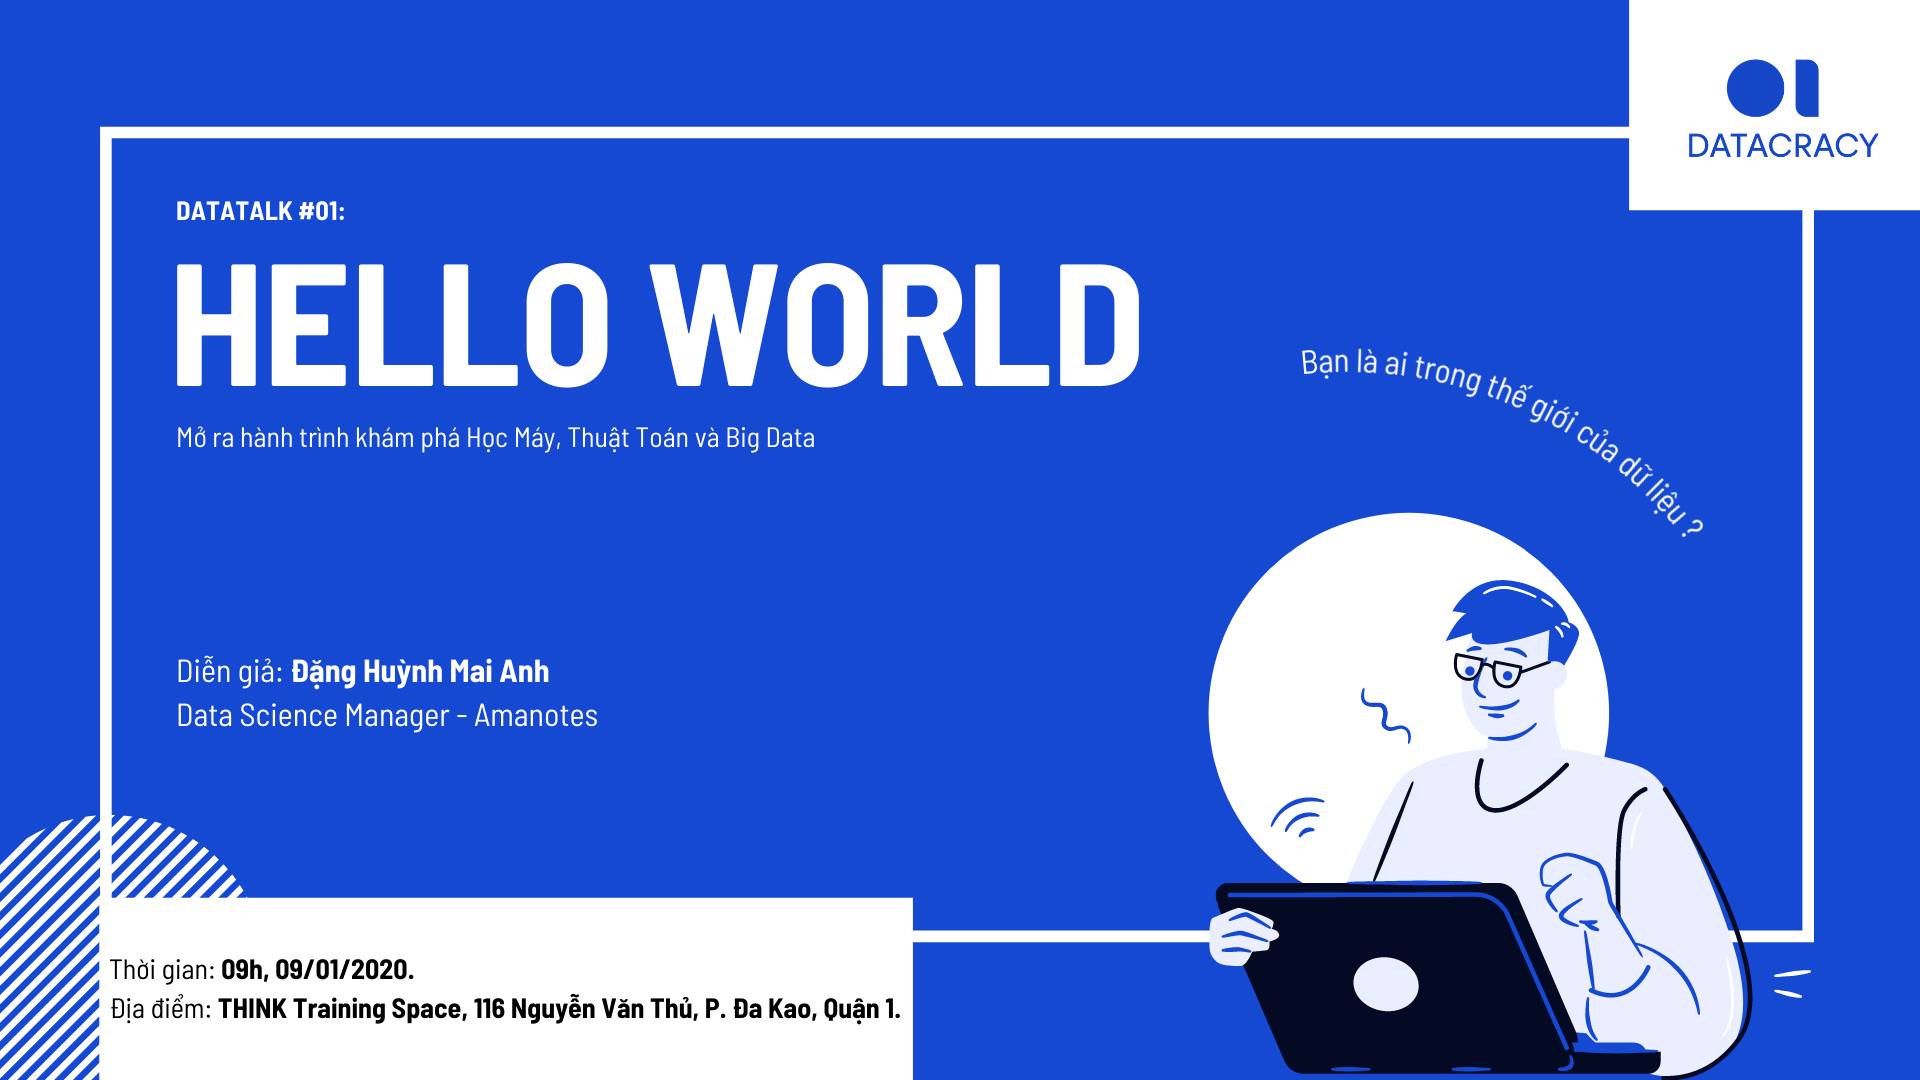 DATACRACY
DATATALK #01:
HELLO WORLD
Mở ra hành trình khám phá Học Máy, Thuật Toán và Big Data
Bạn là ai trong thế giới của dữ liệu ?
Diễn giả: Đặng Huỳnh Mai Anh
Data Science Manager - Amanotes
Thời gian: 09h, 09/01/2020.
Địa điểm: THINK Training Space, 116 Nguyễn Văn Thủ, P. Đa Kao, Quận 1.